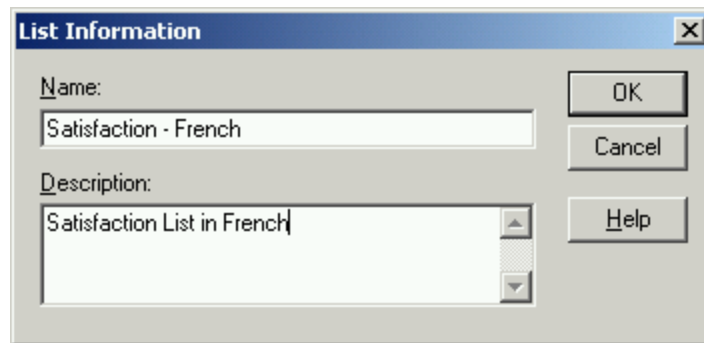 List Information
Name:
OK
Satisfaction - French
Cancel
Description:
Satisfaction List in French
Help